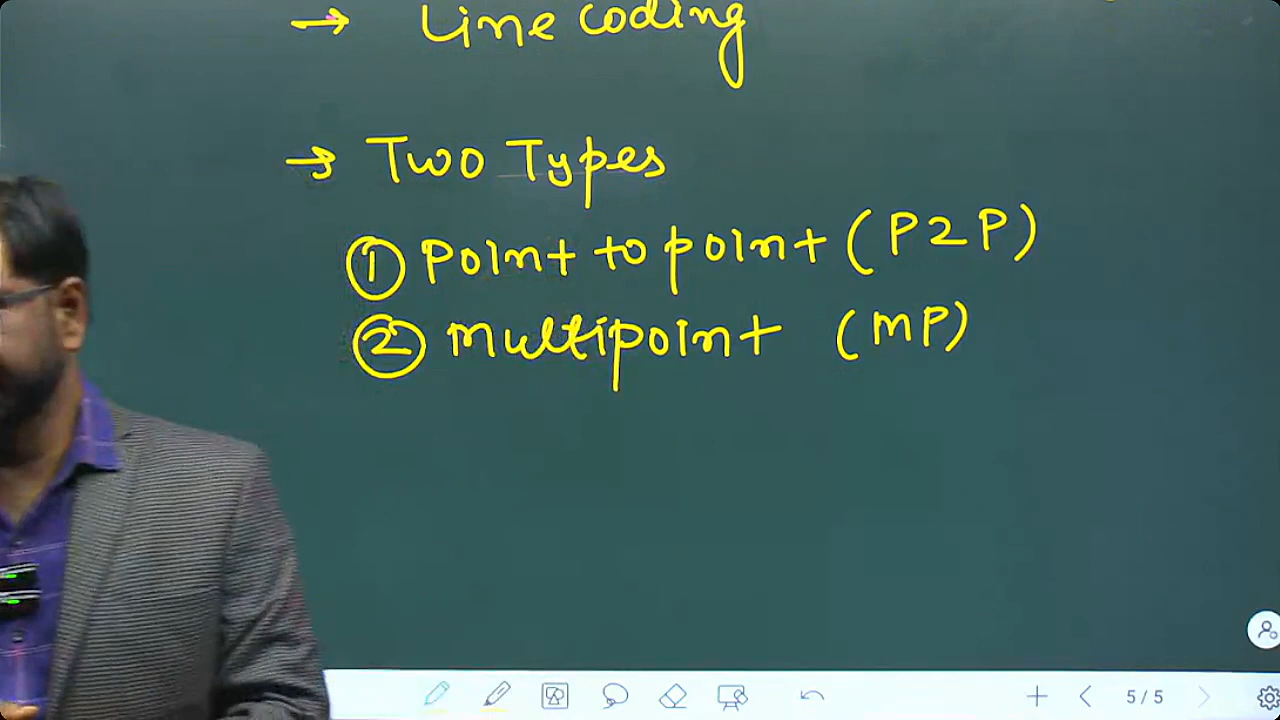 → Line coding
→ Two Types
① Point to point (P2P)
② Multipoint (MP)
5/5